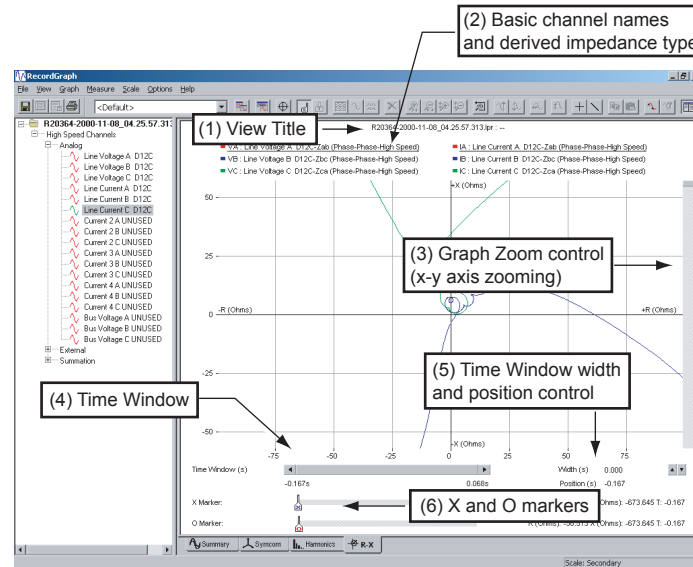 (2) Basic channel names
and derived impedance type
RecordGraph
File View Graph Measure Scale Options Help
<Default>
R20364-2000-11-08_04.25.57.313
High Speed Channels
Analog
Line Voltage A D12C
Line Voltage B D12C
Line Voltage C D12C
Line Current A D12C
Line Current B D12C
Line Current C D12C
Current 2 A UNUSED
Current 2 B UNUSED
Current 2 C UNUSED
Current 3 A UNUSED
Current 3 B UNUSED
Current 3 C UNUSED
Current 4 A UNUSED
Current 4 B UNUSED
Current 4 C UNUSED
Bus Voltage A UNUSED
Bus Voltage B UNUSED
Bus Voltage C UNUSED
External
Summation
(1) View Title
R20364-2000-11-08_04.25.57.313.lpr : --
VA : Line Voltage A D12C-Zab (Phase-Phase-High Speed)
IA : Line Current A D12C-Zab (Phase-Phase-High Speed)
VB : Line Voltage B D12C-Zbc (Phase-Phase-High Speed)
IB : Line Current B D12C-Zbc (Phase-Phase-High Speed)
VC : Line Voltage C D12C-Zca (Phase-Phase-High Speed)
IC : Line Current C D12C-Zca (Phase-Phase-High Speed)
+X (Ohms)
50
25
(3) Graph Zoom control
(x-y axis zooming)
-R (Ohms)
+R (Ohms)
0
-25
(5) Time Window width
and position control
(4) Time Window
-50
-X (Ohms)
-75 -50 -25 0 25 50 75
Time Window (s)
Width (s) 0.000
-0.167s 0.068s
Position (s) -0.167
X Marker:
X
(6) X and O markers
Ohms): -673.645 T: -0.167
O Marker:
O
X (Ohms): -673.645 T: -0.167
Summary Symcom Harmonics R-X
Scale: Secondary